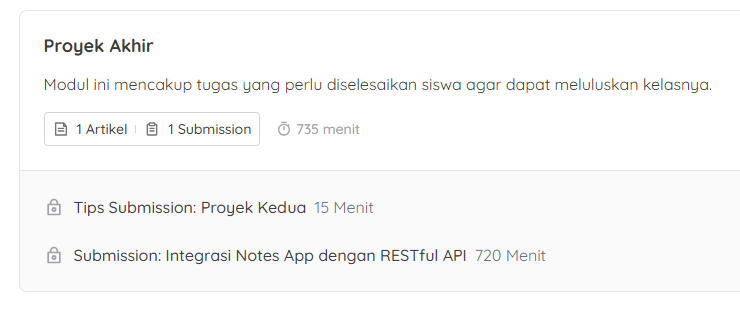 Proyek Akhir
Modul ini mencakup tugas yang perlu diselesaikan siswa agar dapat meluluskan kelasnya.
1 Artikel 1 Submission 735 menit
Tips Submission: Proyek Kedua 15 Menit
Submission: Integrasi Notes App dengan RESTful API 720 Menit